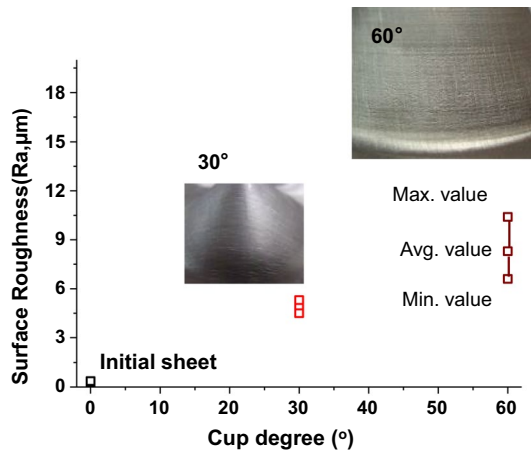 60°
18
Surface Roughness(Ra,µm)
15
30°
12
Max. value
9
Avg. value
6
Min. value
3
Initial sheet
0
0 10 20 30 40 50 60
Cup degree (º)